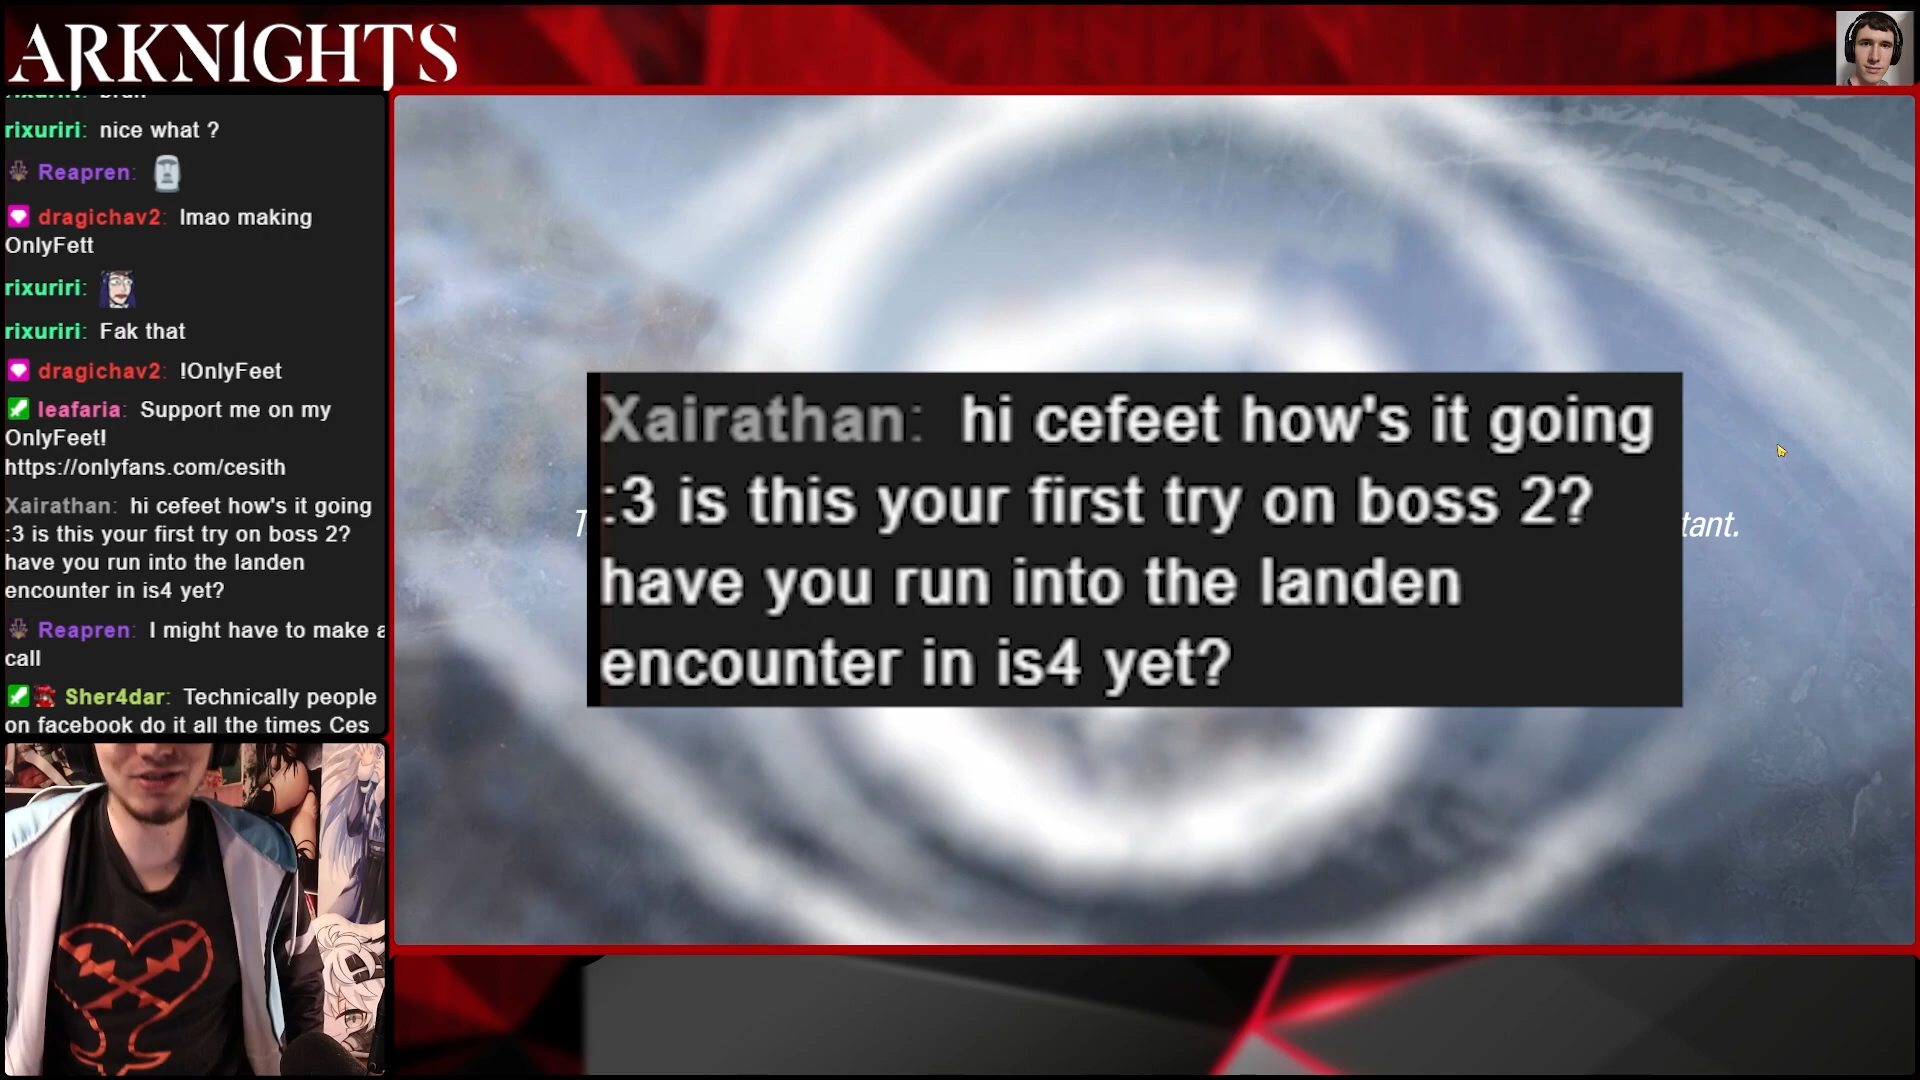 ARKNIGHTS
rixuriri: nice what ?
Reapren:
dragichav2: lmao making
OnlyFett
rixuriri:
rixuriri: Fak that
dragichav2: !OnlyFeet
leafaria: Support me on my
OnlyFeet!
https://onlyfans.com/cesith
Xairathan: hi cefeet how's it going
:3 is this your first try on boss 2?
have you run into the landen
encounter in is4 yet?
Reapren: I might have to make a
call
Sher4dar: Technically people
on facebook do it all the times Ces
Xairathan: hi cefeet how's it going
:3 is this your first try on boss 2?
have you run into the landen
encounter in is4 yet?
tant.